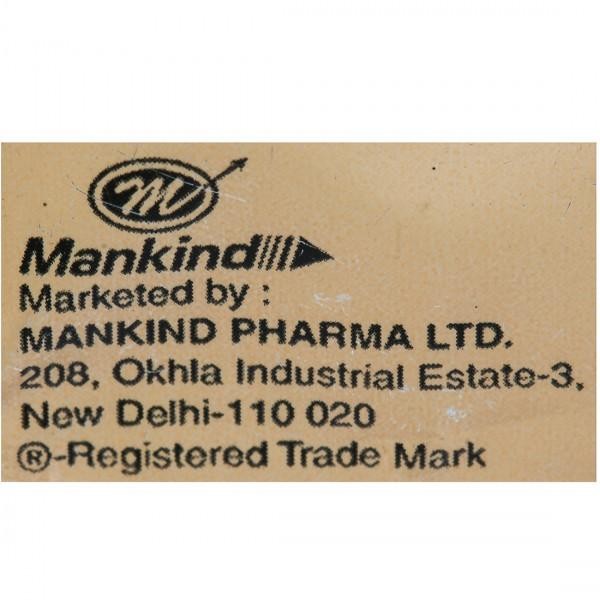 M
Mankind
Marketed by :
MANKIND PHARMA LTD.
208, Okhla Industrial Estate-3,
New Delhi-110 020
®-Registered Trade Mark